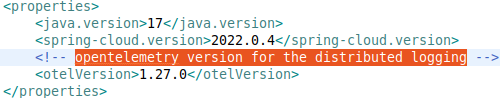 <properties>
<java.version>17</java.version>
<spring-cloud.version>2022.0.4</spring-cloud.version>
<!-- opentelemetry version for the distributed logging -->
<otelVersion>1.27.0</otelVersion>
</properties>